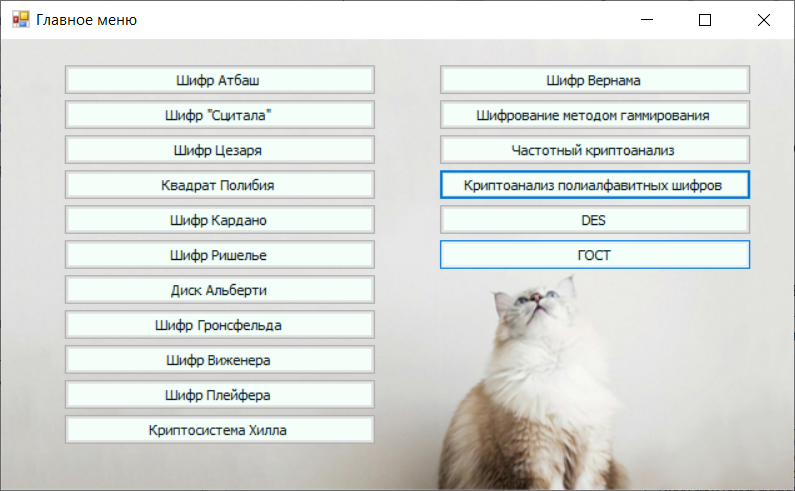 Главное меню
Шифр Атбаш
Шифр "Сцитала"
Шифр Цезаря
Квадрат Полибия
Шифр Кардано
Шифр Ришелье
Диск Альберти
Шифр Гронсфельда
Шифр Виженера
Шифр Плейфера
Криптосистема Хилла
Шифр Вернама
Шифрование методом гаммирования
Частотный криптоанализ
Криптоанализ полиалфавитных шифров
DES
ГОСТ